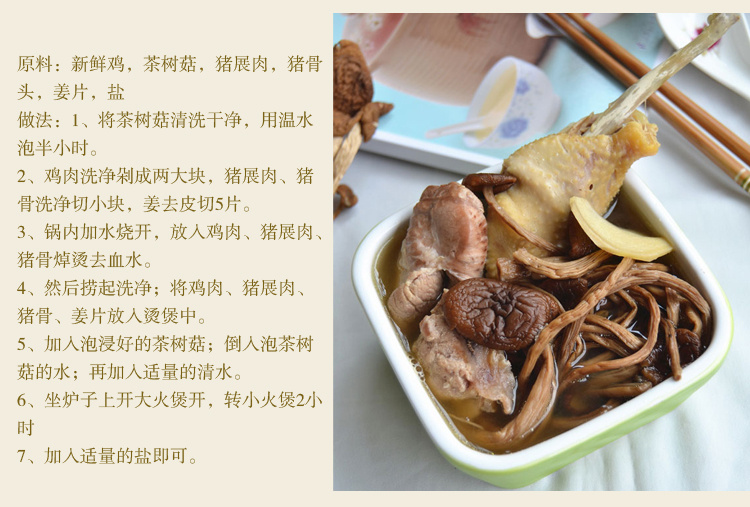 原料：新鲜鸡，茶树菇，猪展肉，猪骨
头，姜片，盐
做法：1、将茶树菇清洗干净，用温水
泡半小时。
2、鸡肉洗净剁成两大块，猪展肉、猪
骨洗净切小块，姜去皮切5片。
3、锅内加水烧开，放入鸡肉、猪展肉、
猪骨焯烫去血水。
4、然后捞起洗净；将鸡肉、猪展肉、
猪骨、姜片放入烫煲中。
5、加入泡浸好的茶树菇；倒入泡茶树
菇的水；再加入适量的清水。
6、坐炉子上开大火煲开，转小火煲2小
时
7、加入适量的盐即可。